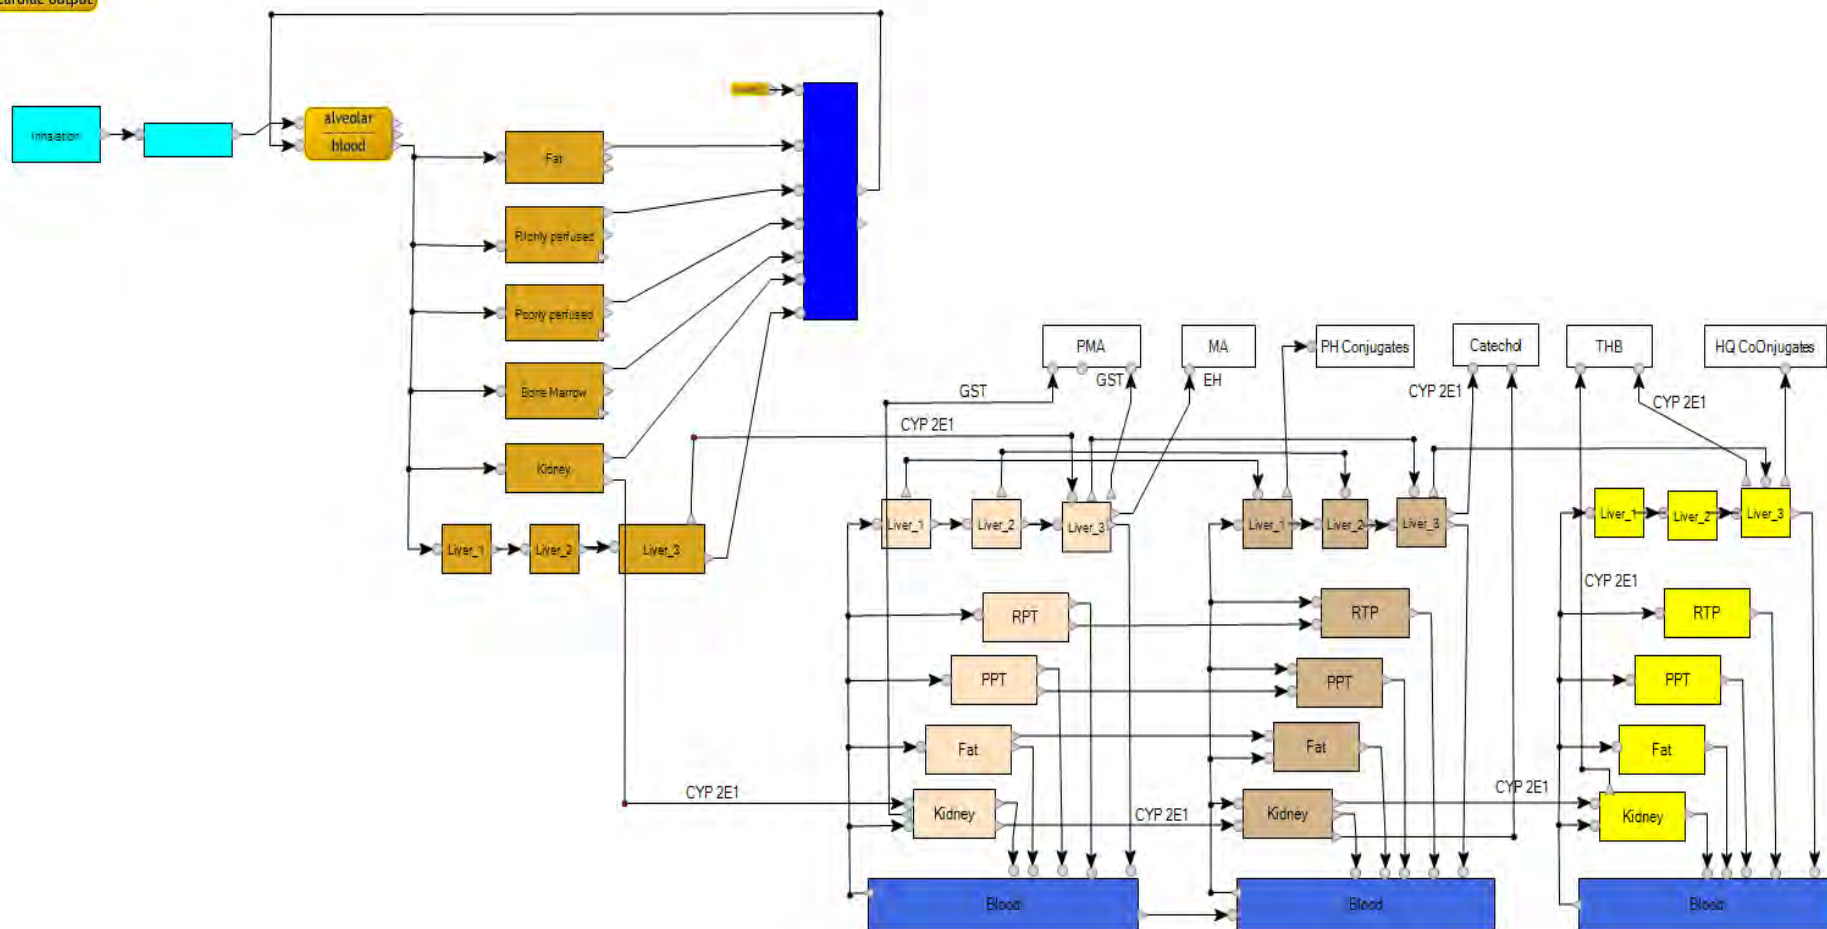 cardiac output
Inhalation
alveolar
blood
Fat
Richly perfused
Poorly perfused
Bone Marrow
Kidney
Liver_1
Liver_2
Liver_3
PMA
MA
PH Conjugates
Catechol
THB
HQ CoOnjugates
GST
GST
EH
CYP 2E1
CYP 2E1
CYP 2E1
Liver_1
Liver_2
Liver_3
Liver_1
Liver_2
Liver_3
Liver_1
Liver_2
Liver_3
CYP 2E1
RPT
RTP
RTP
PPT
PPT
PPT
Fat
Fat
Fat
CYP 2E1
CYP 2E1
CYP 2E1
Kidney
Kidney
Kidney
Blood
Blood
Blood